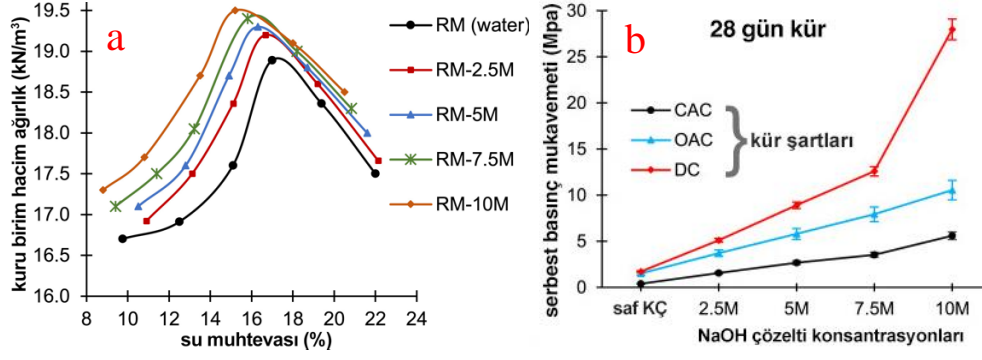 a
kuru birim hacim ağırlık (kN/m³)
19.5
19.0
18.5
18.0
17.5
17.0
16.5
16.0
8
10
12
14
16
18
20
22
24
su muhtevası (%)
RM (water)
RM-2.5M
RM-5M
RM-7.5M
RM-10M
b
28 gün kür
serbest basınç mukavemeti (Mpa)
30
25
20
15
10
5
0
CAC
OAC
DC
kür şartları
saf KÇ
2.5M
5M
7.5M
10M
NaOH çözelti konsantrasyonları